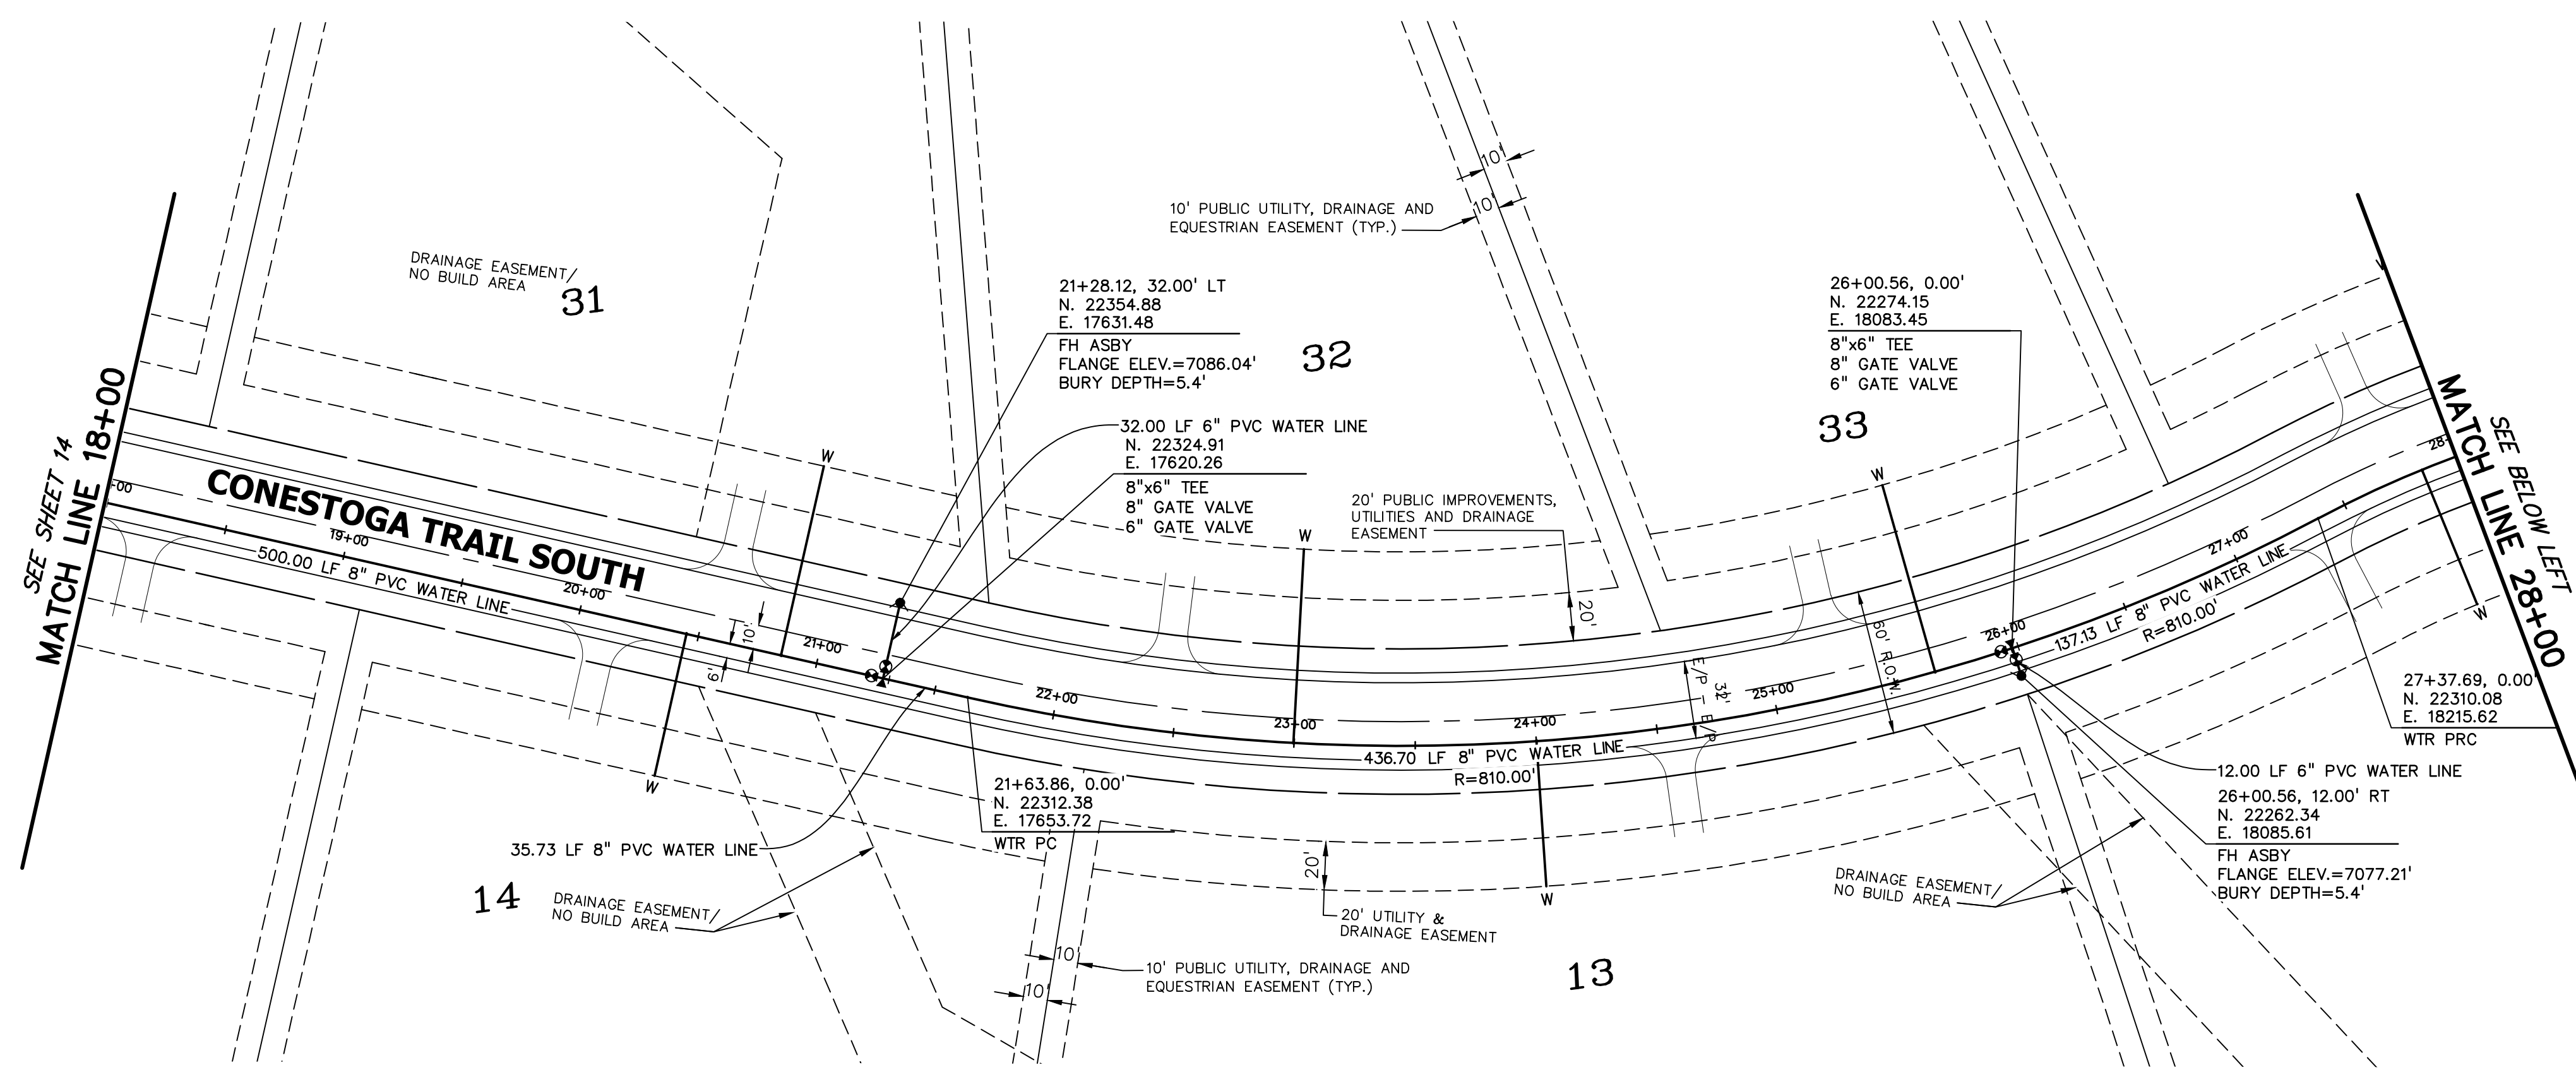 SEE SHEET 14
MATCH LINE 18+00
DRAINAGE EASEMENT/
NO BUILD AREA
31
CONESTOGA TRAIL SOUTH
-00
19+00
20+00
21+00
22+00
23+00
24+00
25+00
26+00
27+00
28
500.00 LF 8" PVC WATER LINE
W
10'
6'
21+28.12, 32.00' LT
N. 22354.88
E. 17631.48
FH ASBY
FLANGE ELEV.=7086.04'
BURY DEPTH=5.4'
32
32.00 LF 6" PVC WATER LINE
N. 22324.91
E. 17620.26
8"x6" TEE
8" GATE VALVE
6" GATE VALVE
10' PUBLIC UTILITY, DRAINAGE AND
EQUESTRIAN EASEMENT (TYP.)
10'
10'
W
20' PUBLIC IMPROVEMENTS,
UTILITIES AND DRAINAGE
EASEMENT
20'
26+00.56, 0.00'
N. 22274.15
E. 18083.45
8"x6" TEE
8" GATE VALVE
6" GATE VALVE
33
W
60' R.O.W.
E/P - E/P
32'
137.13 LF 8" PVC WATER LINE
R=810.00'
436.70 LF 8" PVC WATER LINE
R=810.00'
W
SEE BELOW LEFT
MATCH LINE 28+00
27+37.69, 0.00'
N. 22310.08
E. 18215.62
WTR PRC
12.00 LF 6" PVC WATER LINE
26+00.56, 12.00' RT
N. 22262.34
E. 18085.61
FH ASBY
FLANGE ELEV.=7077.21'
BURY DEPTH=5.4'
W
21+63.86, 0.00'
N. 22312.38
E. 17653.72
WTR PC
35.73 LF 8" PVC WATER LINE
14
DRAINAGE EASEMENT/
NO BUILD AREA
10'
10'
10' PUBLIC UTILITY, DRAINAGE AND
EQUESTRIAN EASEMENT (TYP.)
20'
20' UTILITY &
DRAINAGE EASEMENT
W
13
DRAINAGE EASEMENT/
NO BUILD AREA